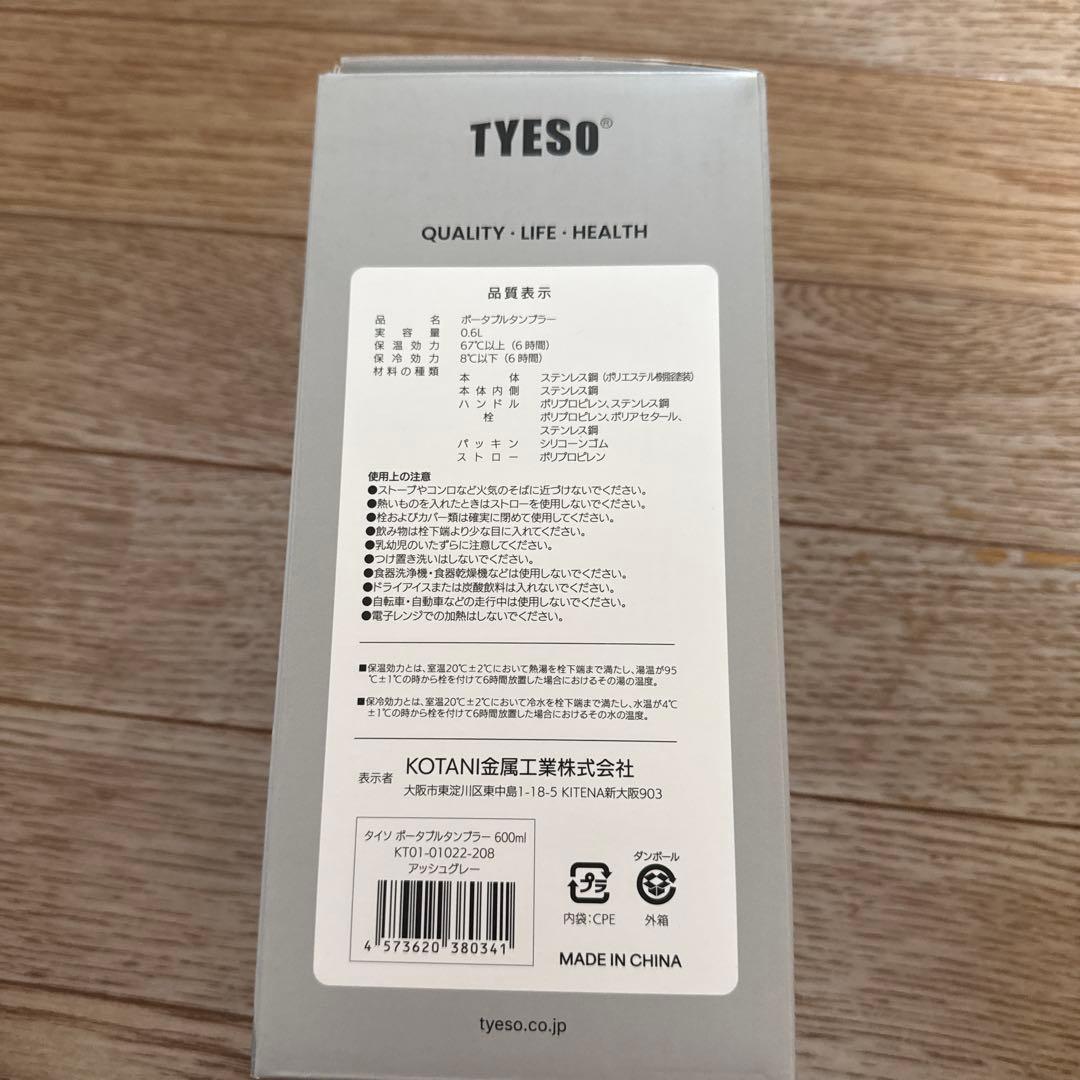 TYESO®
QUALITY · LIFE · HEALTH
品質表示
品名 ポータブルタンブラー
実容量 0.6L
保温効力 67℃以上（6時間）
保冷効力 8℃以下（6時間）
材料の種類
本体 ステンレス鋼（ポリエステル樹脂塗装）
本体内側 ステンレス鋼
ハンドル ポリプロピレン、ステンレス鋼
栓 ポリプロピレン、ポリアセタール、
ステンレス鋼
パッキン シリコーンゴム
ストロー ポリプロピレン
使用上の注意
●ストーブやコンロなど火気のそばに近づけないでください。
●熱いものを入れたときはストローを使用しないでください。
●栓およびカバー類は確実に閉めて使用してください。
●飲み物は栓下端より少な目に入れてください。
●乳幼児のいたずらに注意してください。
●つけ置き洗いはしないでください。
●食器洗浄機・食器乾燥機などは使用しないでください。
●ドライアイスまたは炭酸飲料は入れないでください。
●自転車・自動車などの走行中は使用しないでください。
●電子レンジでの加熱はしないでください。
■保温効力とは、室温20℃±2℃において熱湯を栓下端まで満たし、湯温が95
℃±1℃の時から栓を付けて6時間放置した場合におけるその湯の温度。
■保冷効力とは、室温20℃±2℃において冷水を栓下端まで満たし、水温が4℃
±1℃の時から栓を付けて6時間放置した場合におけるその水の温度。
表示者 KOTANI金属工業株式会社
大阪市東淀川区東中島1-18-5 KITENA新大阪903
タイソ ポータブルタンブラー 600ml
KT01-01022-208
アッシュグレー
4 573620 380341
プラ
内袋：CPE
ダンボール
外箱
MADE IN CHINA
tyeso.co.jp